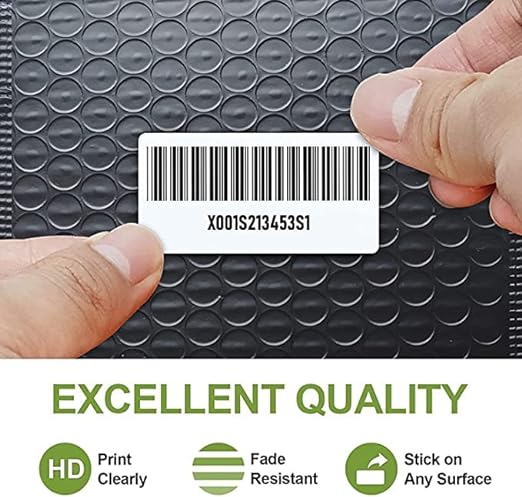 X001S213453S1
EXCELLENT QUALITY
HD
Print
Clearly
Fade
Resistant
Stick on
Any Surface